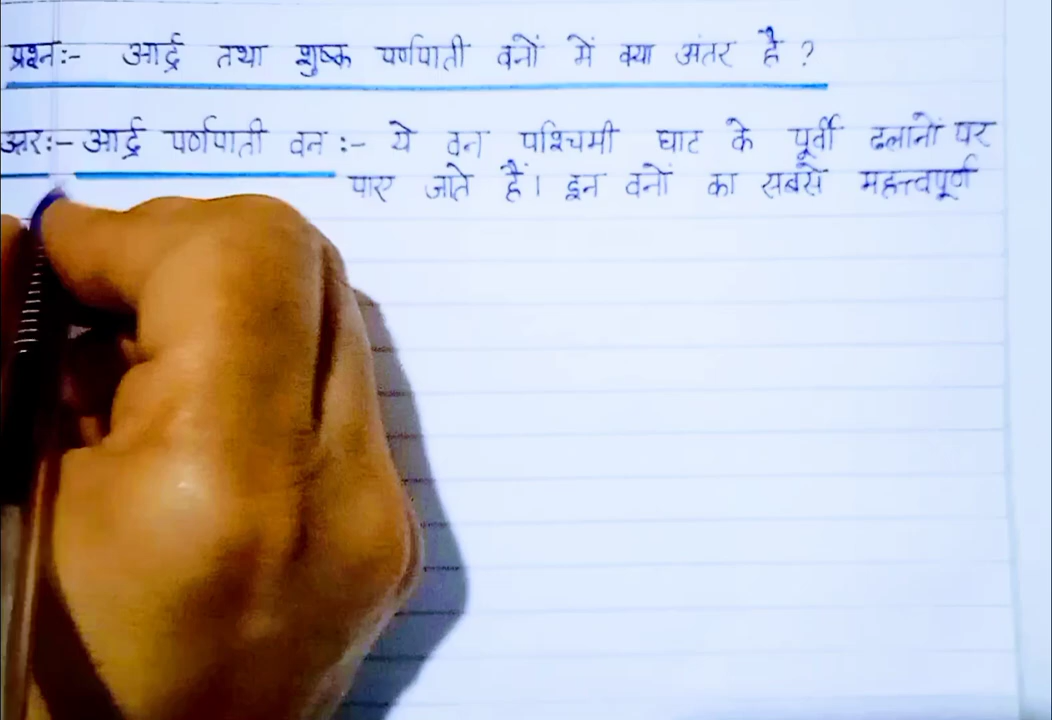 प्रश्न:- आर्द्र तथा शुष्क पर्णपाती वनों में क्या अंतर है ?
उत्तर:- आर्द्र पर्णपाती वन :- ये वन पश्चिमी घाट के पूर्वी ढलानों पर
पाए जाते हैं। इन वनों का सबसे महत्त्वपूर्ण